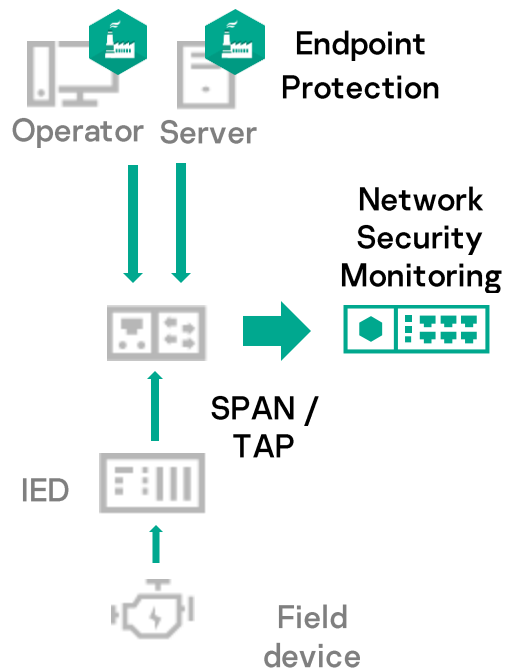 Endpoint
Protection
Operator
Server
Network
Security
Monitoring
SPAN /
TAP
IED
Field
device